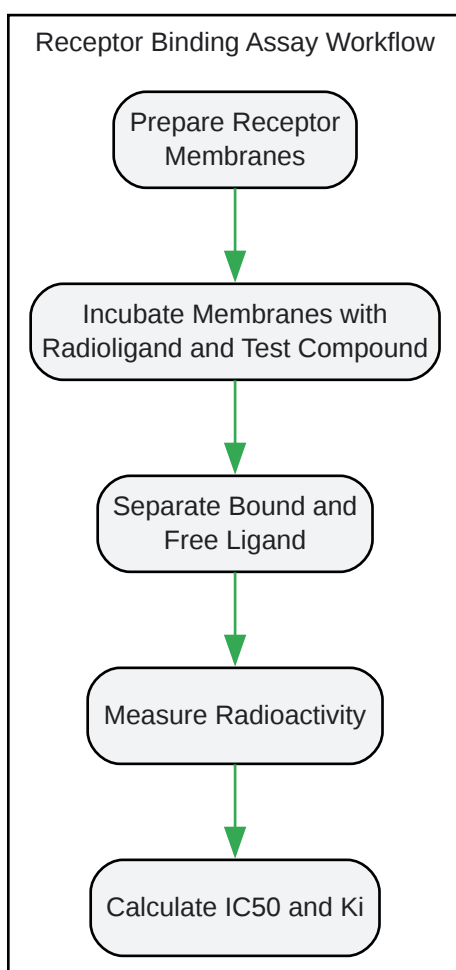 Receptor Binding Assay Workflow
Prepare Receptor
Membranes
Incubate Membranes with
Radioligand and Test Compound
Separate Bound and
Free Ligand
Measure Radioactivity
Calculate IC50 and Ki